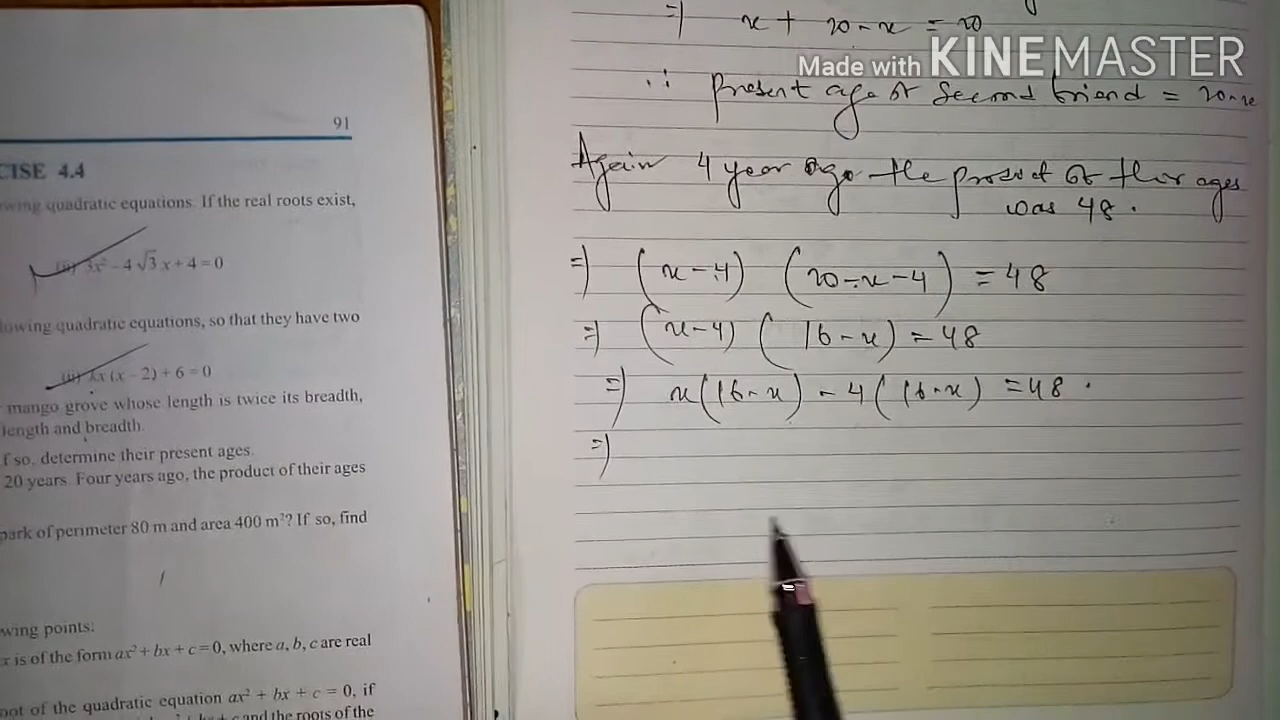 91
CISE 4.4
wing quadratic equations. If the real roots exist,
(ii) 3x² – 4√3 x + 4 = 0
lowing quadratic equations, so that they have two
(ii) kx (x – 2) + 6 = 0
mango grove whose length is twice its breadth,
length and breadth.
f so, determine their present ages.
20 years. Four years ago, the product of their ages
park of perimeter 80 m and area 400 m²? If so, find
wing points:
x is of the form ax² + bx + c = 0, where a, b, c are real
oot of the quadratic equation ax² + bx + c = 0, if
and the roots of the
⇒ x + 20 - x = 20
Made with KINEMASTER
∴ Present age of Second friend = 20-x
Again 4 year ago the product of thir ages
was 48.
⇒ (x-4) (20-x-4) = 48
⇒ (x-4) (16-x) = 48
⇒ x(16-x) - 4(16-x) = 48.
⇒